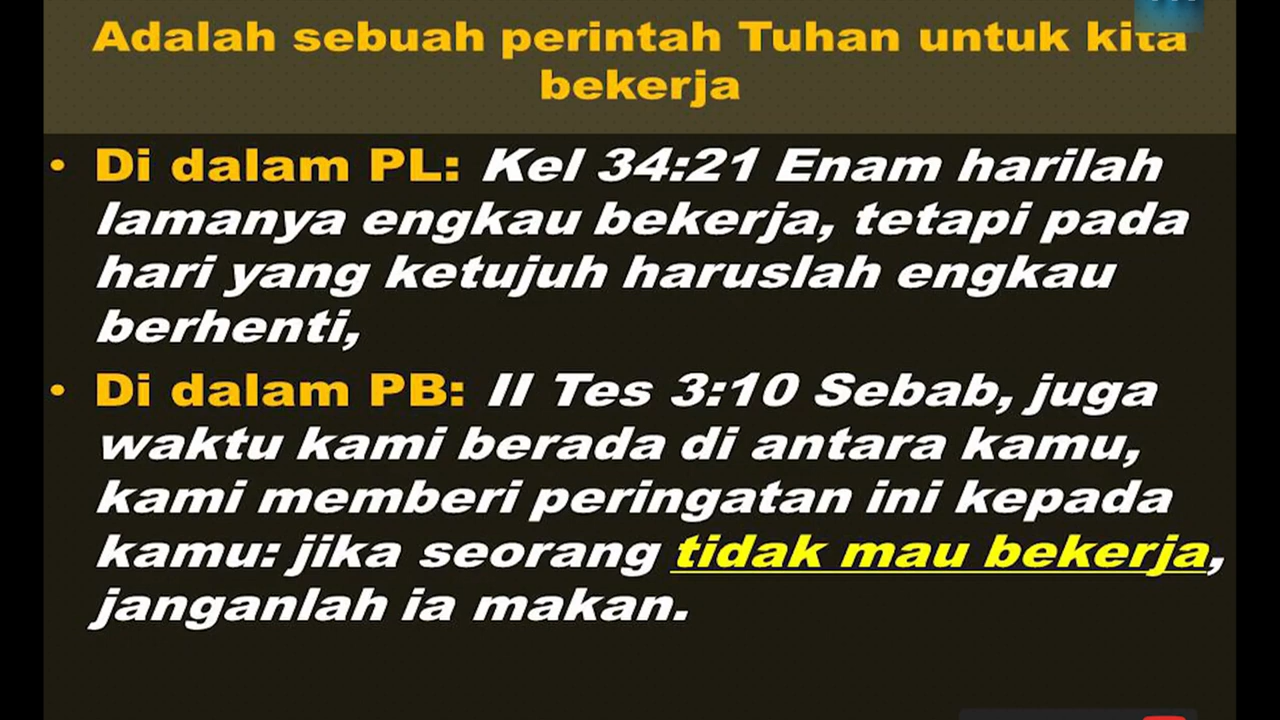 Adalah sebuah perintah Tuhan untuk kita
bekerja
• Di dalam PL: Kel 34:21 Enam harilah
lamanya engkau bekerja, tetapi pada
hari yang ketujuh haruslah engkau
berhenti,
• Di dalam PB: II Tes 3:10 Sebab, juga
waktu kami berada di antara kamu,
kami memberi peringatan ini kepada
kamu: jika seorang tidak mau bekerja,
janganlah ia makan.